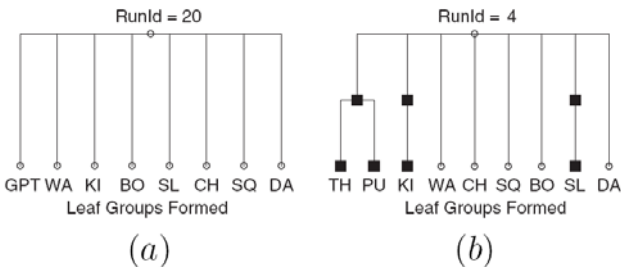 RunId = 20
GPT WA KI BO SL CH SQ DA
Leaf Groups Formed
(a)
RunId = 4
TH PU KI WA CH SQ BO SL DA
Leaf Groups Formed
(b)